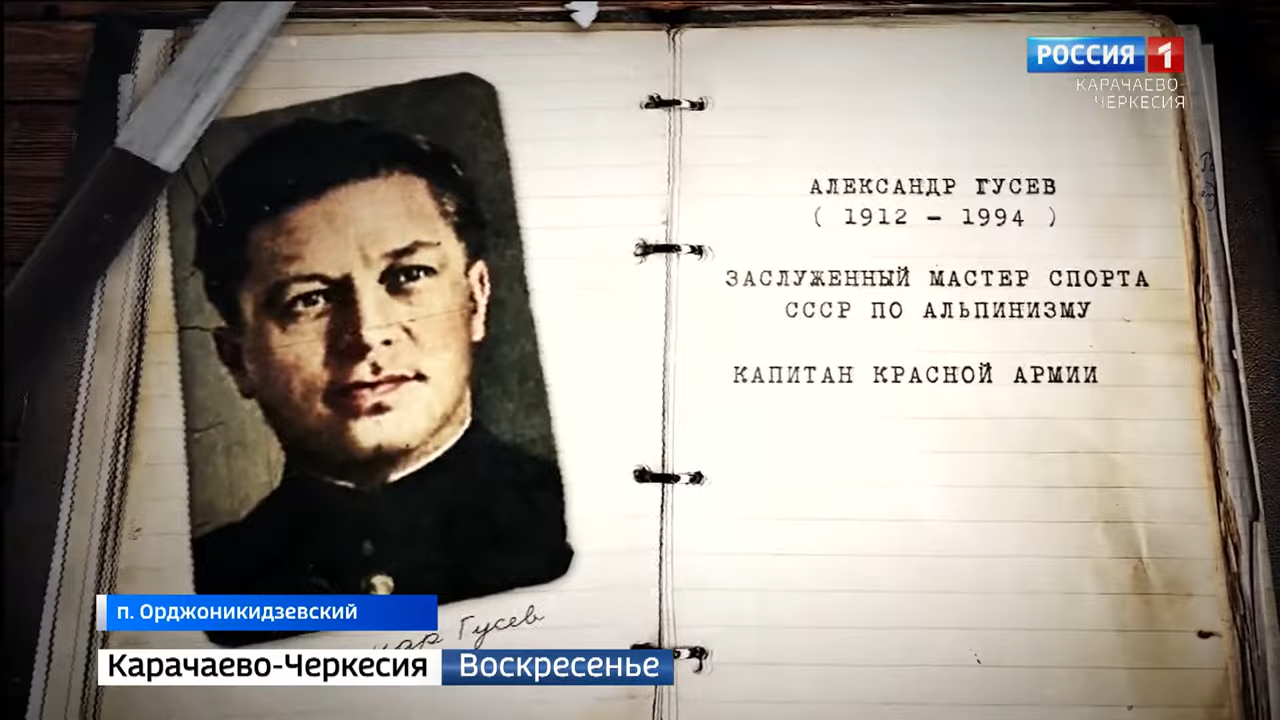 РОССИЯ 1
КАРАЧАЕВО-
ЧЕРКЕСИЯ
АЛЕКСАНДР ГУСЕВ
( 1912 – 1994 )
ЗАСЛУЖЕННЫЙ МАСТЕР СПОРТА
СССР ПО АЛЬПИНИЗМУ
КАПИТАН КРАСНОЙ АРМИИ
Гусев
п. Орджоникидзевский
Карачаево-Черкесия Воскресенье